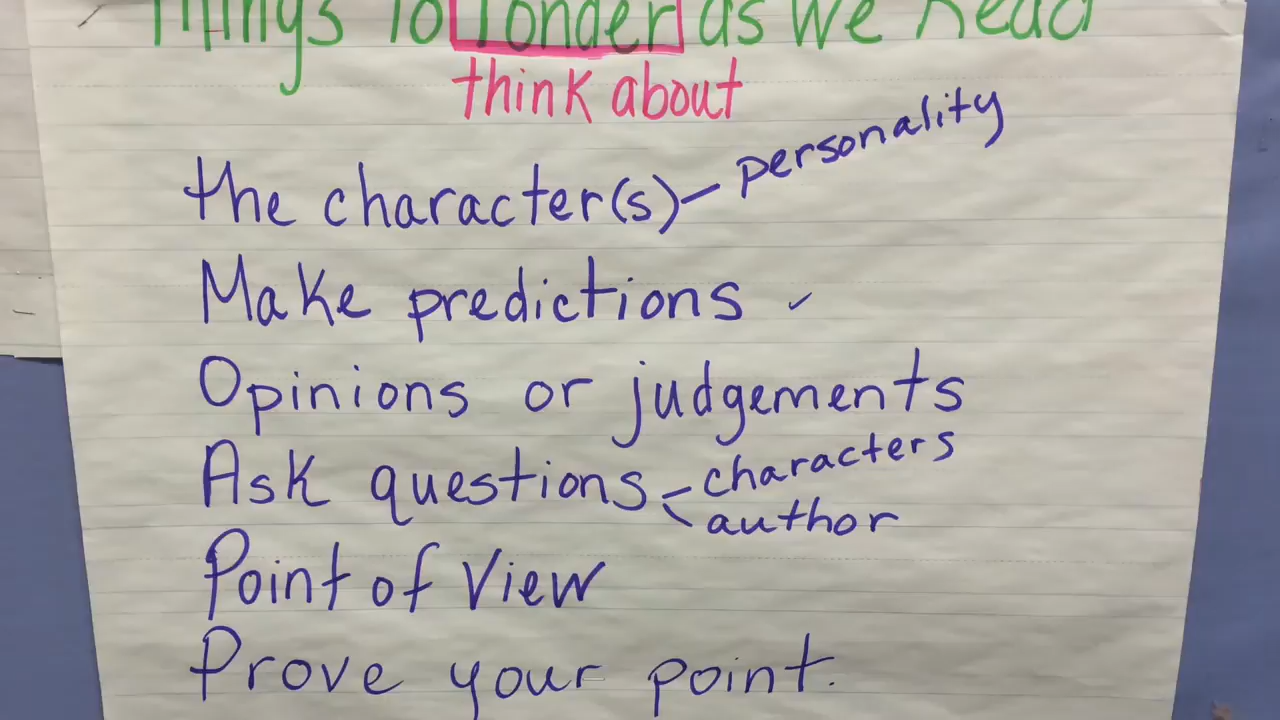 Things To Ponder as We Read
think about
the character(s) - personality
Make predictions ✓
Opinions or judgements
Ask questions - characters
author
Point of View
Prove your point.